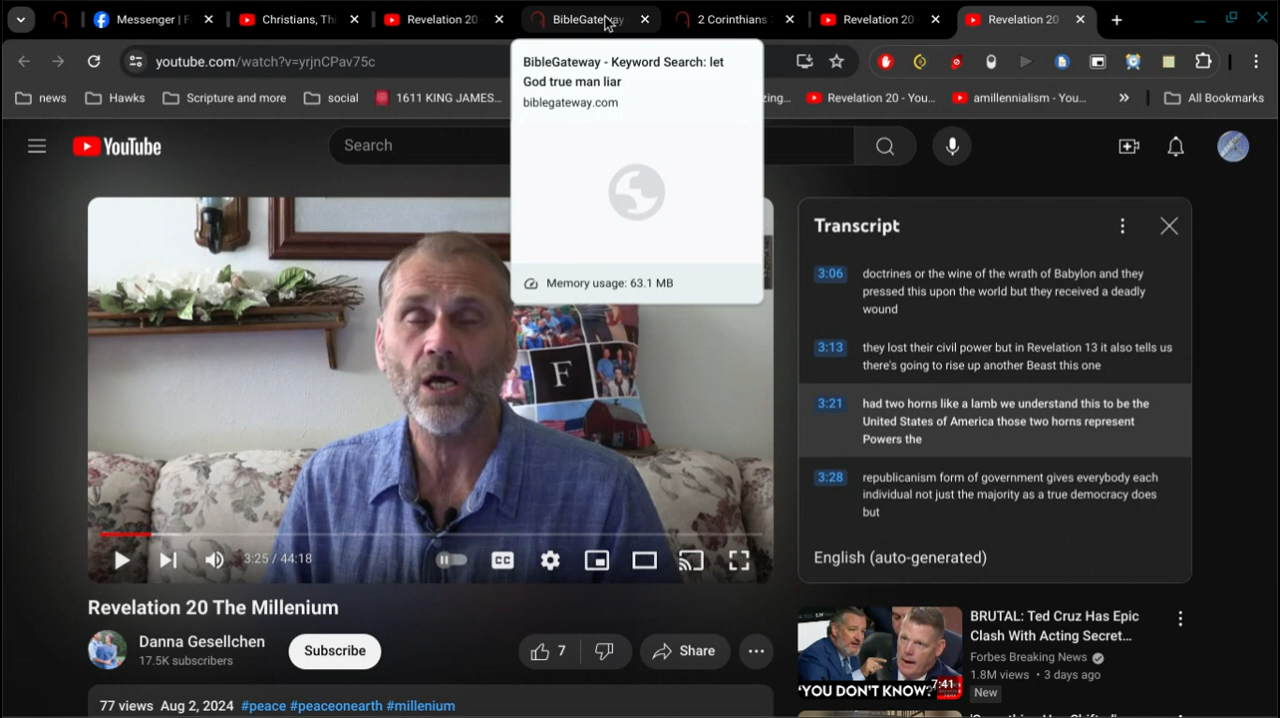 Messenger | F
Christians, Thi
Revelation 20
BibleGateway
2 Corinthians
Revelation 20
Revelation 20
BibleGateway - Keyword Search: let
God true man liar
biblegateway.com
Memory usage: 63.1 MB
youtube.com/watch?v=yrjnCPav75c
news
Hawks
Scripture and more
social
1611 KING JAMES...
zing...
Revelation 20 - You...
amillennialism - You...
»
All Bookmarks
YouTube
Search
F
Transcript
3:06
doctrines or the wine of the wrath of Babylon and they
pressed this upon the world but they received a deadly
wound
3:13
they lost their civil power but in Revelation 13 it also tells us
there's going to rise up another Beast this one
3:21
had two horns like a lamb we understand this to be the
United States of America those two horns represent
Powers the
3:28
republicanism form of government gives everybody each
individual not just the majority as a true democracy does
but
English (auto-generated)
3:25 / 44:18
CC
Revelation 20 The Millenium
Danna Gesellchen
17.5K subscribers
Subscribe
7
Share
77 views Aug 2, 2024 #peace #peaceonearth #millenium
'YOU DON'T KNOW?'
7:41
BRUTAL: Ted Cruz Has Epic
Clash With Acting Secret...
Forbes Breaking News
1.8M views • 3 days ago
New